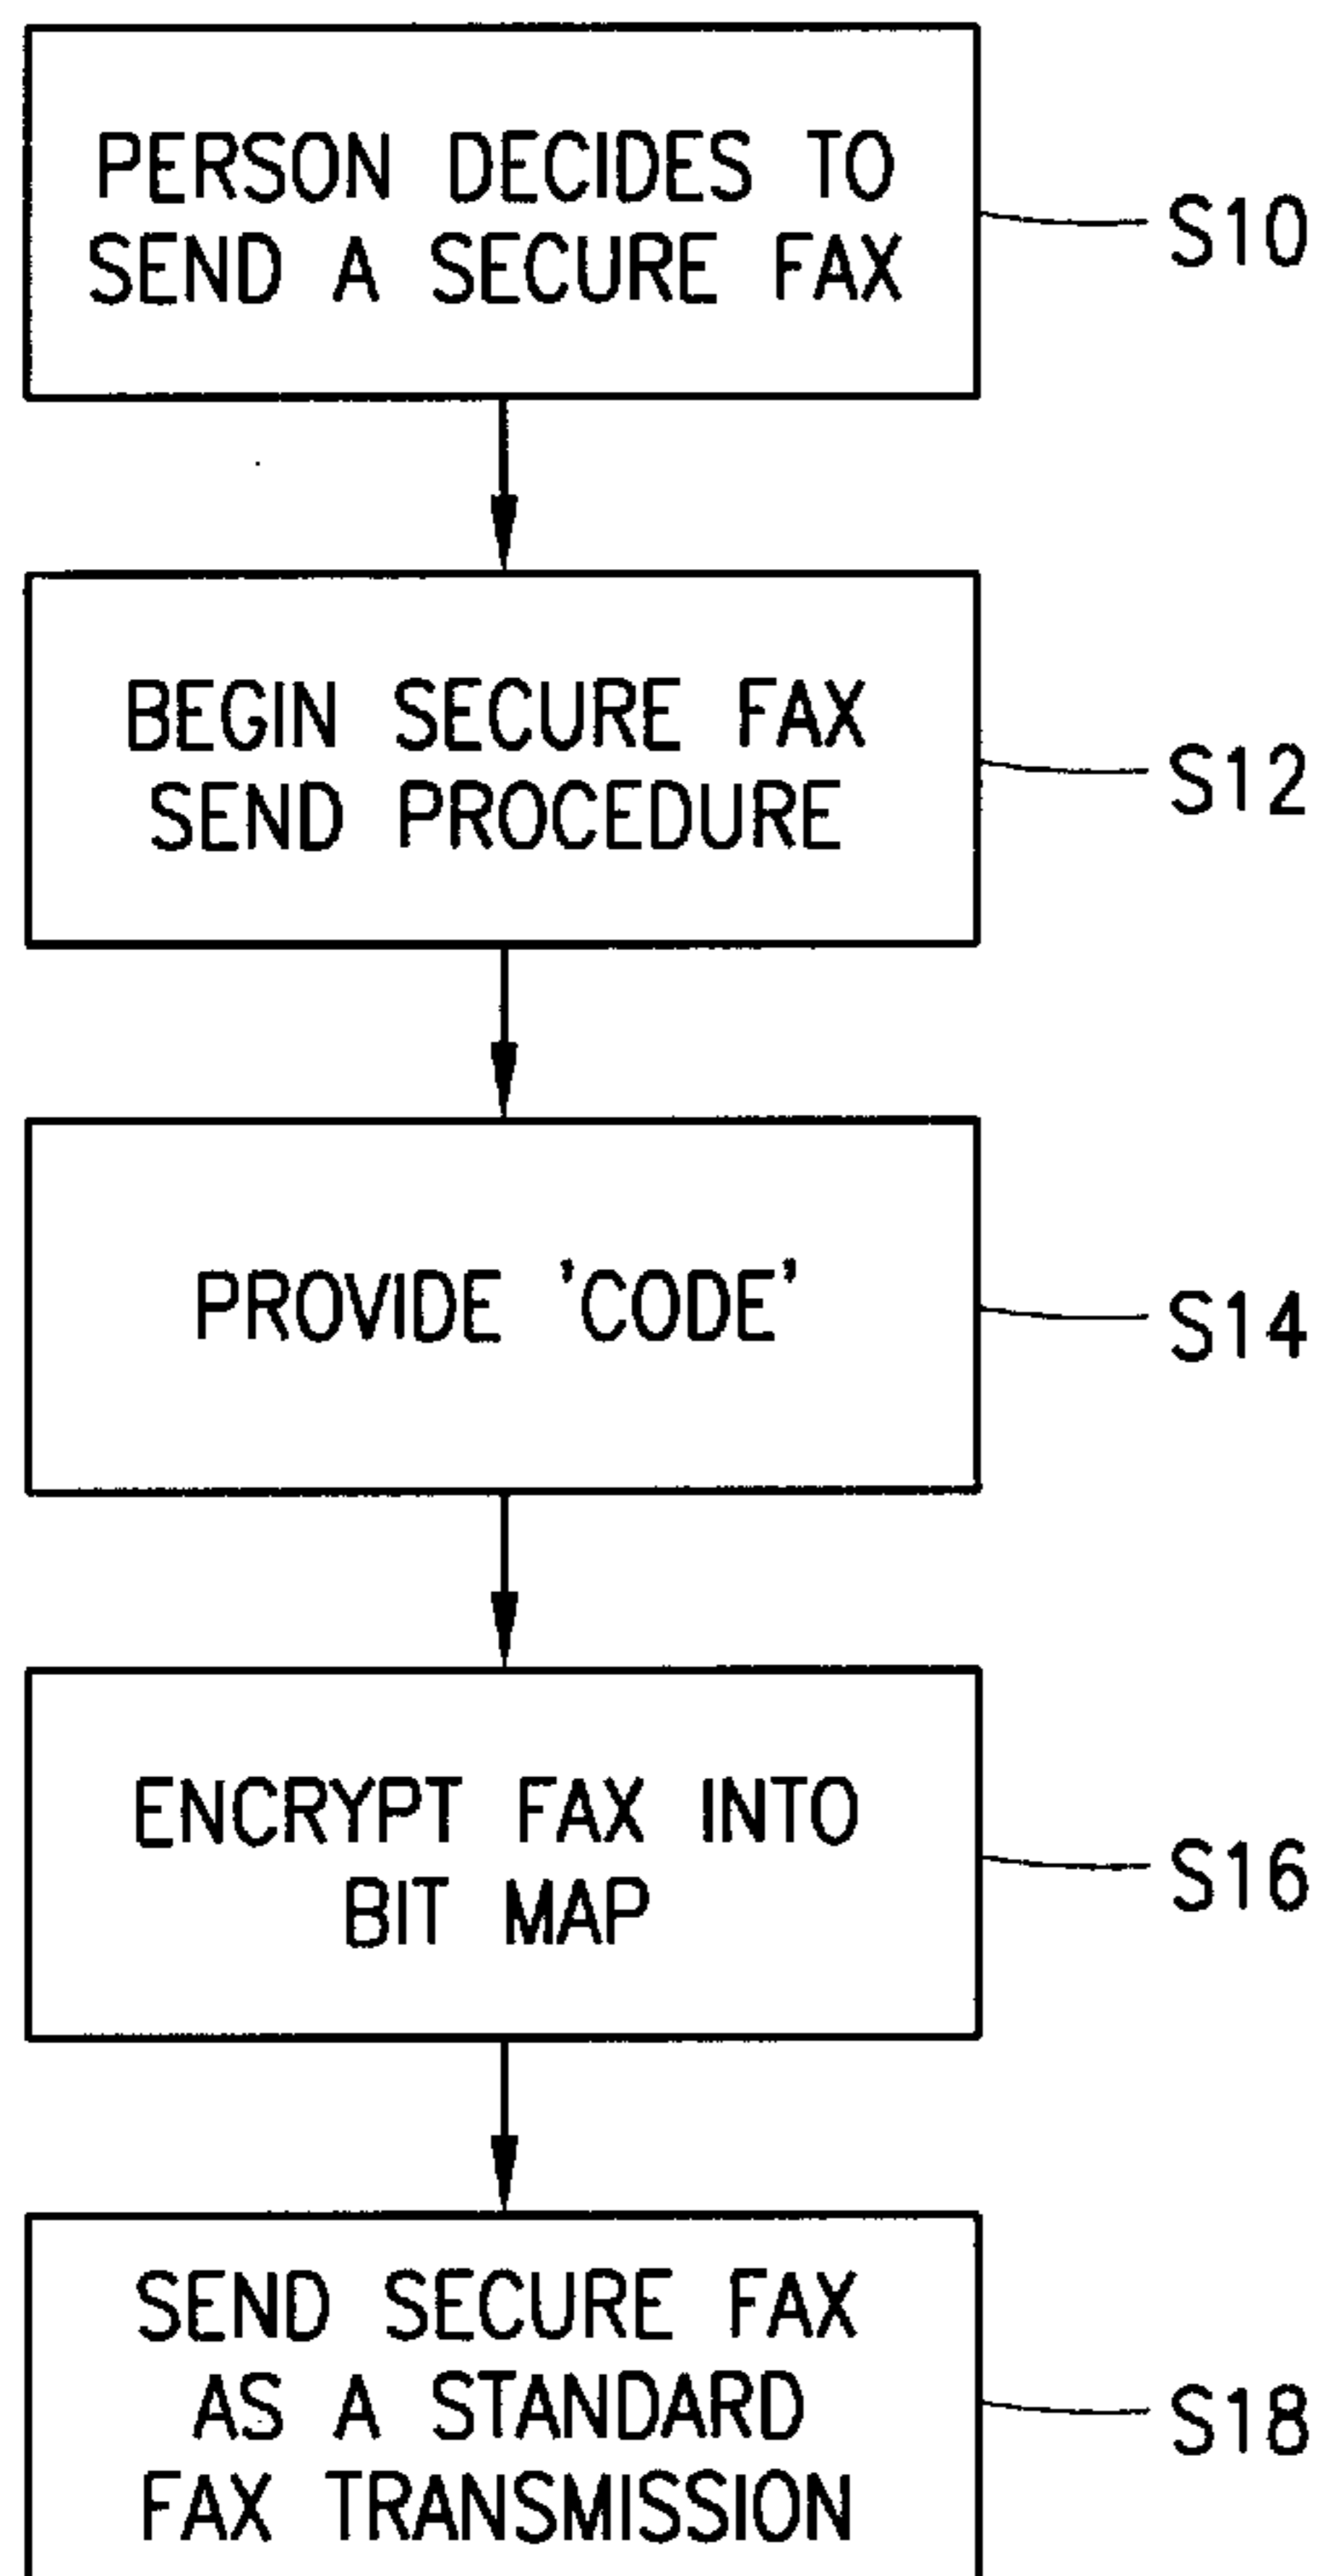 PERSON DECIDES TO
SEND A SECURE FAX
S10
BEGIN SECURE FAX
SEND PROCEDURE
S12
PROVIDE 'CODE'
S14
ENCRYPT FAX INTO
BIT MAP
S16
SEND SECURE FAX
AS A STANDARD
FAX TRANSMISSION
S18